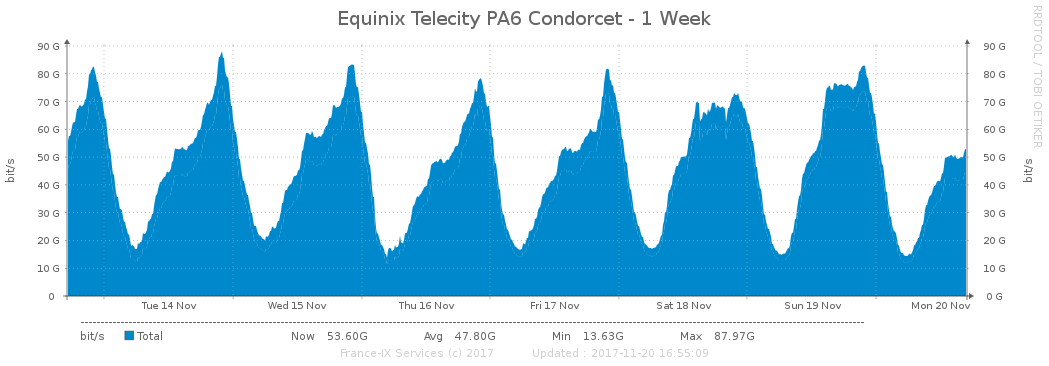 Equinix Telecity PA6 Condorcet - 1 Week
RRDTOOL / TOBI OETIKER
bit/s
90 G
80 G
70 G
60 G
50 G
40 G
30 G
20 G
10 G
0
90 G
80 G
70 G
60 G
50 G
40 G
30 G
20 G
10 G
0 G
bit/s
Tue 14 Nov Wed 15 Nov Thu 16 Nov Fri 17 Nov Sat 18 Nov Sun 19 Nov Mon 20 Nov
bit/s Total Now 53.60G Avg 47.80G Min 13.63G Max 87.97G
France-IX Services (c) 2017 Updated : 2017-11-20 16:55:09